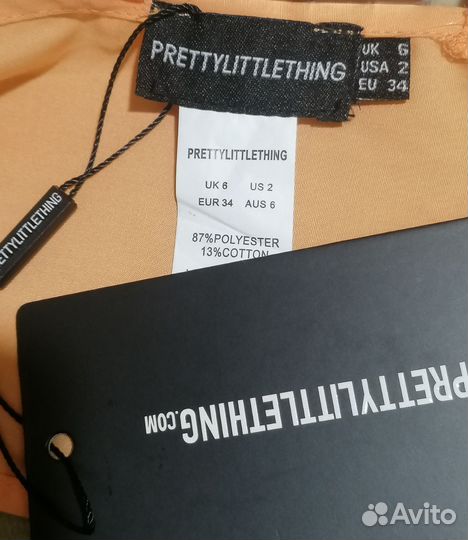 PRETTYLITTLETHING
UK 6
USA 2
EU 34
PRETTYLITTLETHING
UK 6 US 2
EUR 34 AUS 6
87%POLYESTER
13%COTTON
PRETTYLITTLETHING
PRETTYLITTLETHING.COM
Avito